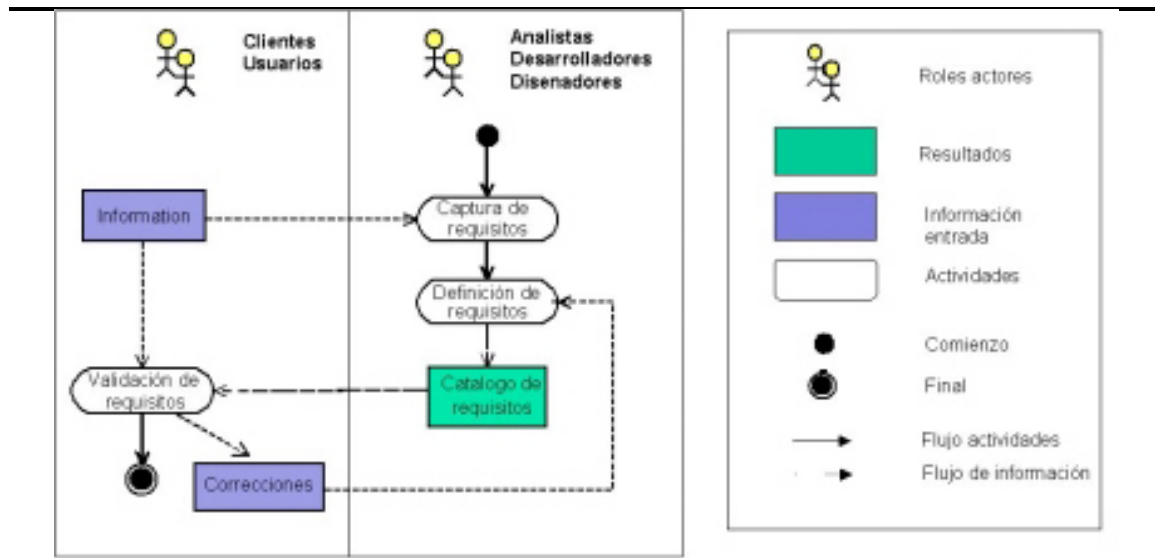 Clientes
Usuarios
Analistas
Desarrolladores
Disenadores
Information
Captura de
requisitos
Definición de
requisitos
Validación de
requisitos
Catalogo de
requisitos
Correcciones
Roles actores
Resultados
Información
entrada
Actividades
Comienzo
Final
Flujo actividades
Flujo de información